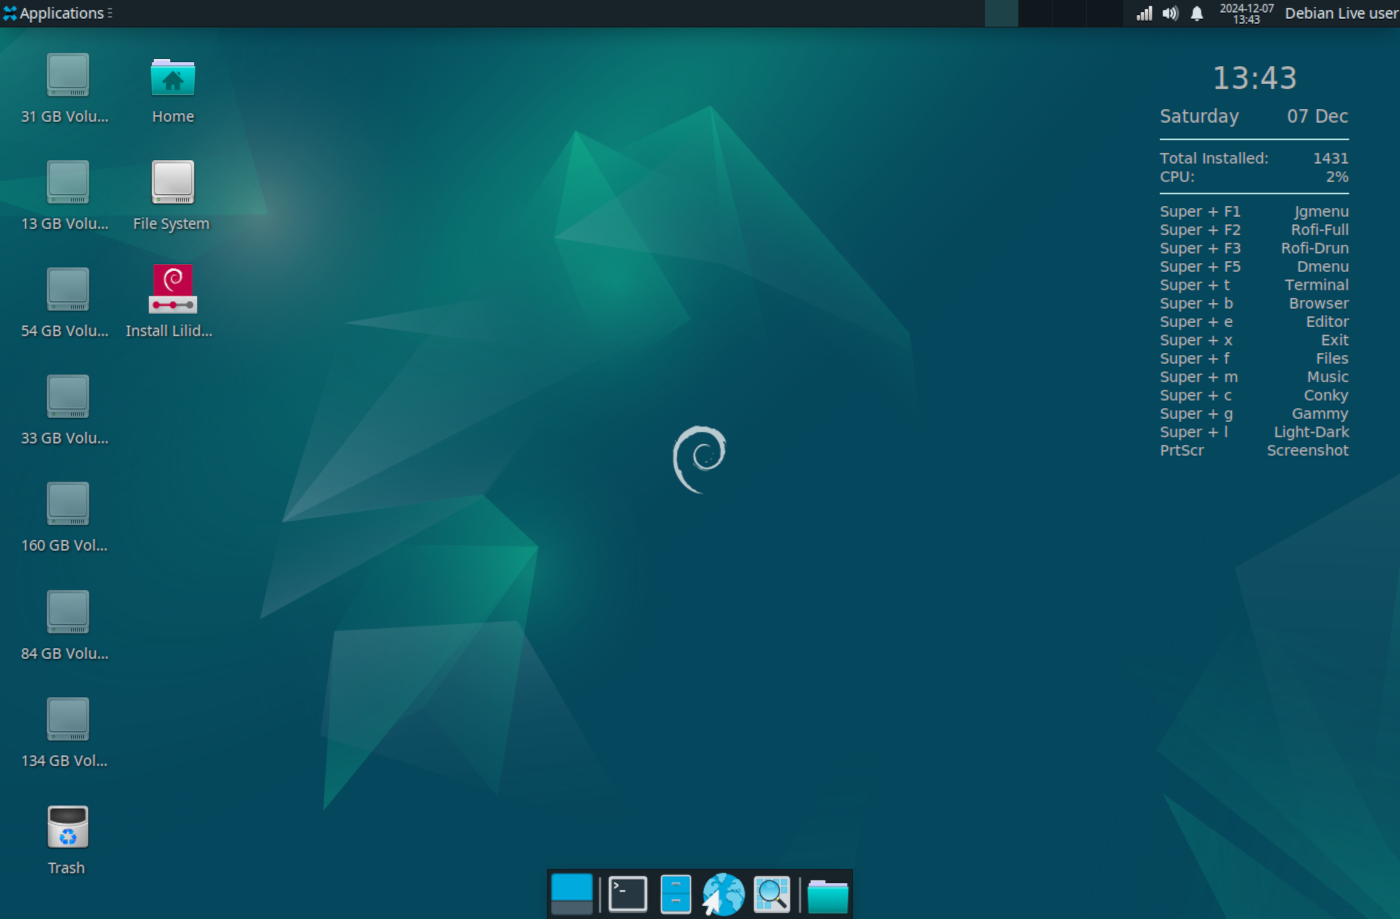 Applications
2024-12-07
13:43
Debian Live user
31 GB Volu...
Home
13 GB Volu...
File System
54 GB Volu...
Install Lilid...
33 GB Volu...
160 GB Vol...
84 GB Volu...
134 GB Vol...
Trash
13:43
Saturday 07 Dec
Total Installed: 1431
CPU: 2%
Super + F1 Jgmenu
Super + F2 Rofi-Full
Super + F3 Rofi-Drun
Super + F5 Dmenu
Super + t Terminal
Super + b Browser
Super + e Editor
Super + x Exit
Super + f Files
Super + m Music
Super + c Conky
Super + g Gammy
Super + l Light-Dark
PrtScr Screenshot